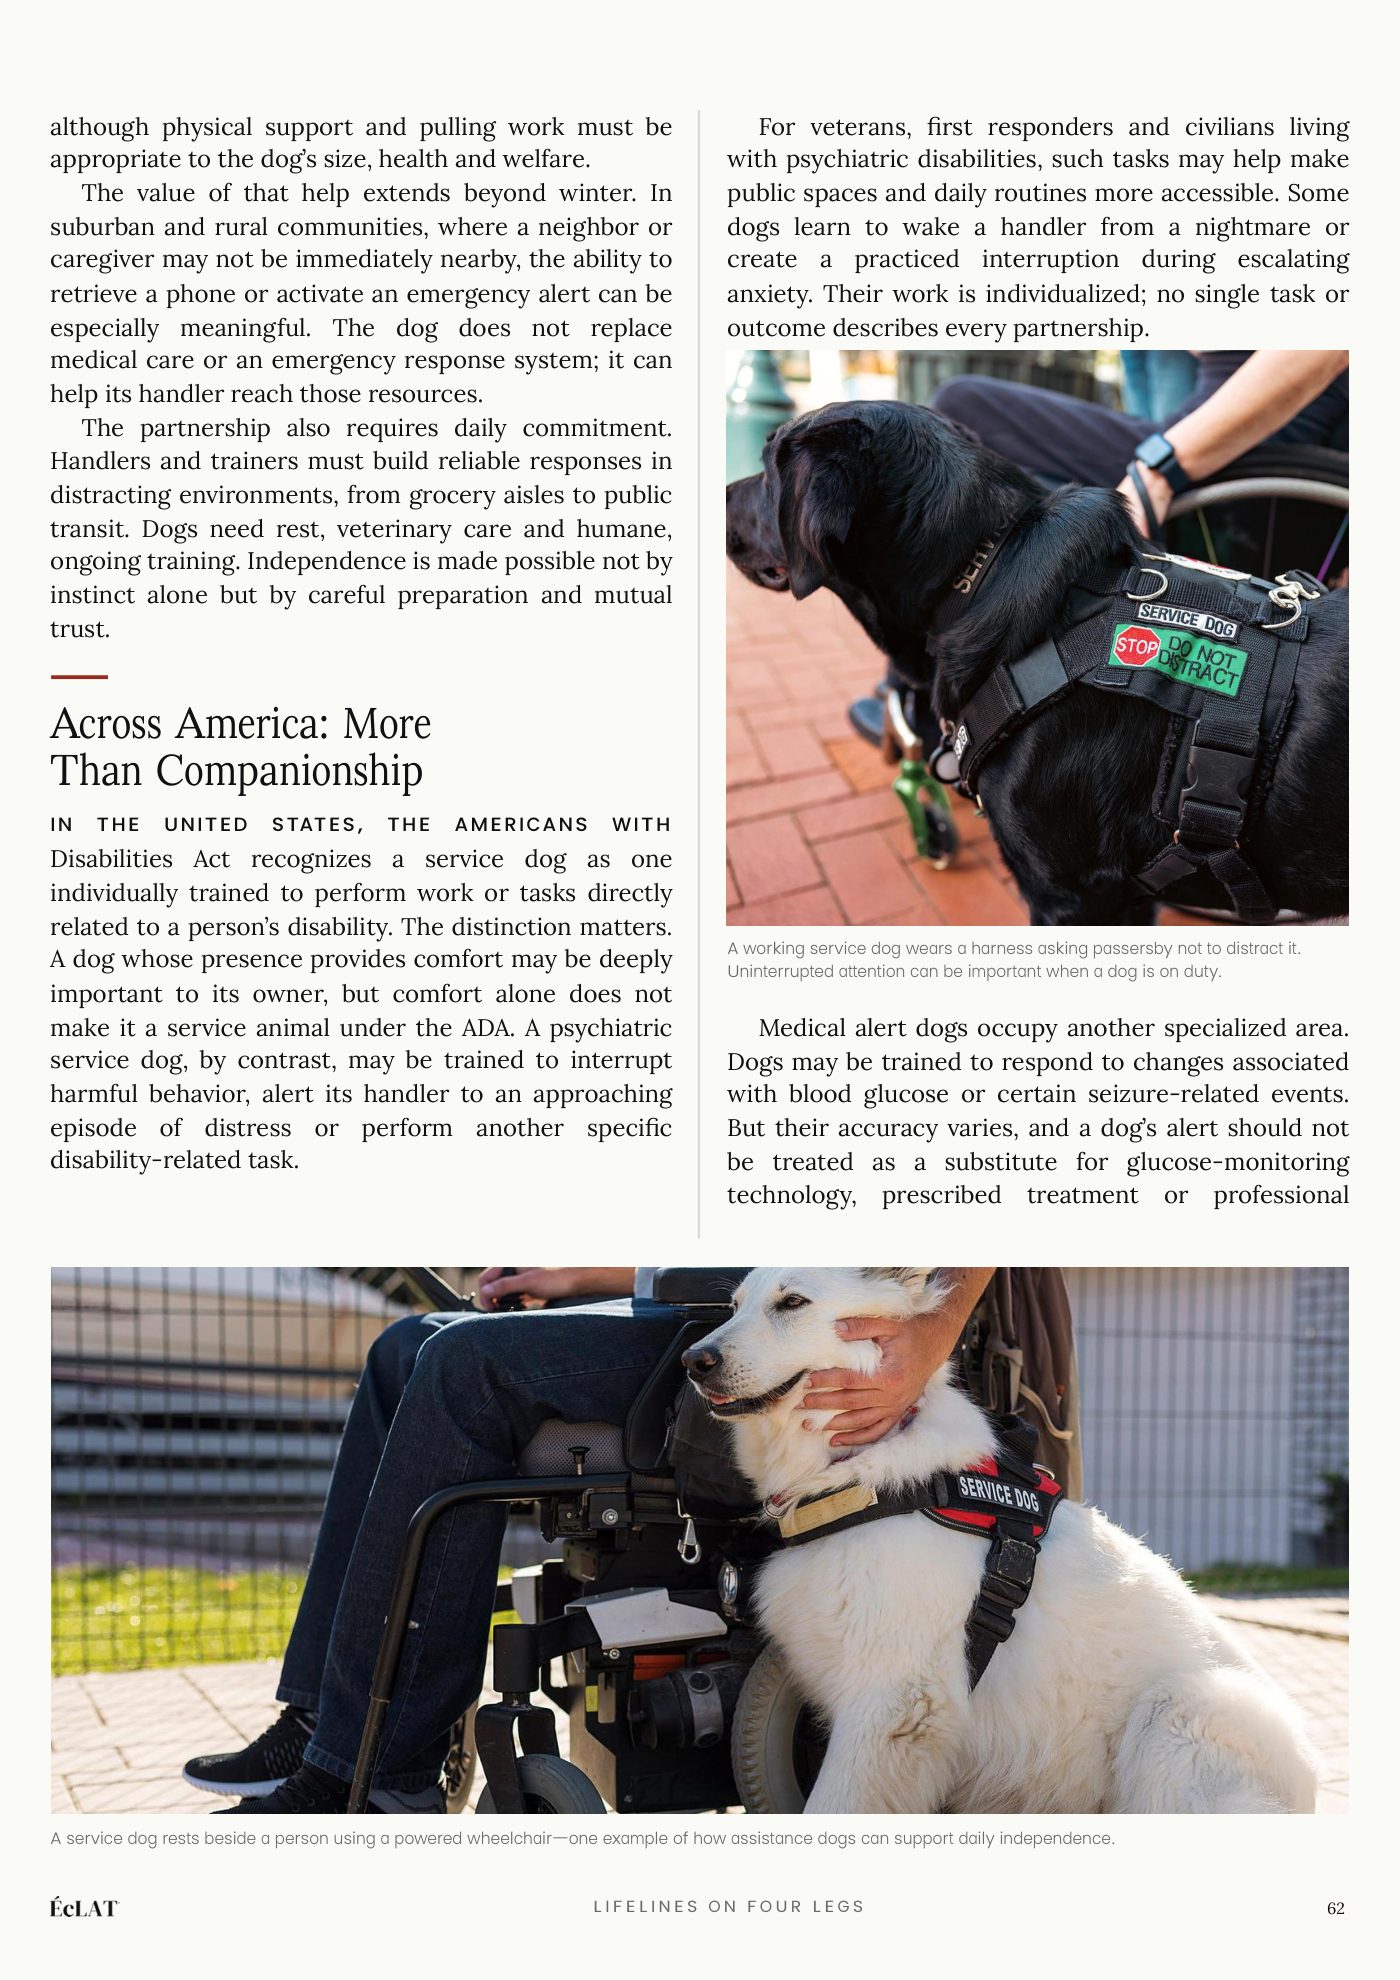 although physical support and pulling work must be
appropriate to the dog’s size, health and welfare.
The value of that help extends beyond winter. In
suburban and rural communities, where a neighbor or
caregiver may not be immediately nearby, the ability to
retrieve a phone or activate an emergency alert can be
especially meaningful. The dog does not replace
medical care or an emergency response system; it can
help its handler reach those resources.
The partnership also requires daily commitment.
Handlers and trainers must build reliable responses in
distracting environments, from grocery aisles to public
transit. Dogs need rest, veterinary care and humane,
ongoing training. Independence is made possible not by
instinct alone but by careful preparation and mutual
trust.
Across America: More
Than Companionship
IN THE UNITED STATES, THE AMERICANS WITH
Disabilities Act recognizes a service dog as one
individually trained to perform work or tasks directly
related to a person’s disability. The distinction matters.
A dog whose presence provides comfort may be deeply
important to its owner, but comfort alone does not
make it a service animal under the ADA. A psychiatric
service dog, by contrast, may be trained to interrupt
harmful behavior, alert its handler to an approaching
episode of distress or perform another specific
disability-related task.
For veterans, first responders and civilians living
with psychiatric disabilities, such tasks may help make
public spaces and daily routines more accessible. Some
dogs learn to wake a handler from a nightmare or
create a practiced interruption during escalating
anxiety. Their work is individualized; no single task or
outcome describes every partnership.
SERVICE DOG
STOP
DO NOT
DISTRACT
A working service dog wears a harness asking passersby not to distract it.
Uninterrupted attention can be important when a dog is on duty.
Medical alert dogs occupy another specialized area.
Dogs may be trained to respond to changes associated
with blood glucose or certain seizure-related events.
But their accuracy varies, and a dog’s alert should not
be treated as a substitute for glucose-monitoring
technology, prescribed treatment or professional
SERVICE DOG
A service dog rests beside a person using a powered wheelchair—one example of how assistance dogs can support daily independence.
ÉcLAT
LIFELINES ON FOUR LEGS
62